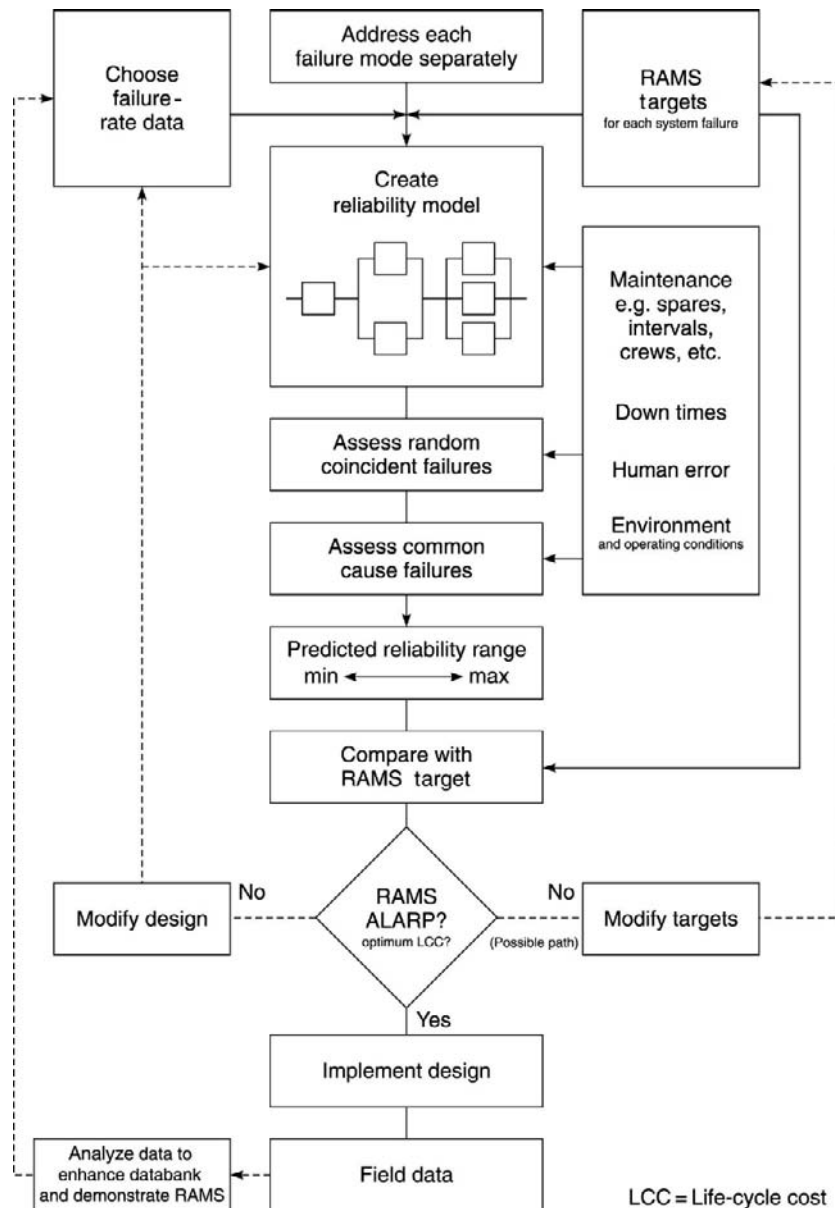 Address each
failure mode separately
Choose
failure-
rate data
RAMS
targets
for each system failure
Create
reliability model
Maintenance
e.g. spares,
intervals,
crews, etc.
Down times
Human error
Environment
and operating conditions
Assess random
coincident failures
Assess common
cause failures
Predicted reliability range
min max
Compare with
RAMS target
RAMS
ALARP?
optimum LCC?
No
Modify design
No
(Possible path)
Modify targets
Yes
Implement design
Field data
Analyze data to
enhance databank
and demonstrate RAMS
LCC = Life-cycle cost